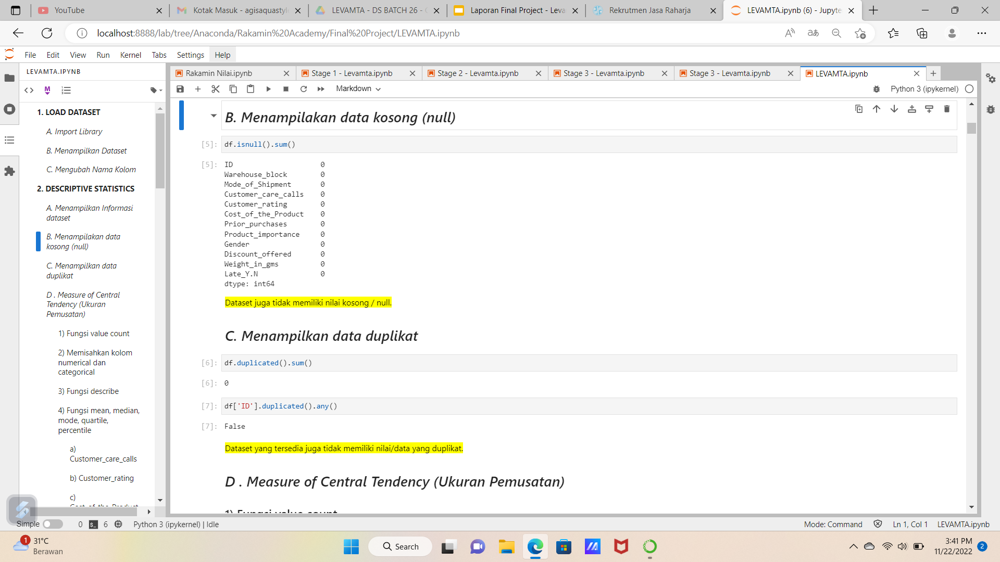 YouTube
Kotak Masuk - agisaquastyl
LEVAMTA - DS BATCH 26 -
Laporan Final Project - Leva
Rekrutmen Jasa Raharja
LEVAMTA.ipynb (6) - Jupyte
localhost:8888/lab/tree/Anaconda/Rakamin%20Academy/Final%20Project/LEVAMTA.ipynb
File Edit View Run Kernel Tabs Settings Help
LEVAMTA.IPYNB
Rakamin Nilai.ipynb
Stage 1 - Levamta.ipynb
Stage 2 - Levamta.ipynb
Stage 3 - Levamta.ipynb
Stage 3 - Levamta.ipynb
LEVAMTA.ipynb
Markdown
Python 3 (ipykernel)
1. LOAD DATASET
A. Import Library
B. Menampilkan Dataset
C. Mengubah Nama Kolom
2. DESCRIPTIVE STATISTICS
A. Menampilkan Informasi
dataset
B. Menampilakan data
kosong (null)
C. Menampilkan data
duplikat
D . Measure of Central
Tendency (Ukuran
Pemusatan)
1) Fungsi value count
2) Memisahkan kolom
numerical dan
categorical
3) Fungsi describe
4) Fungsi mean, median,
mode, quartile,
percentile
a)
Customer_care_calls
b) Customer_rating
c)
Cost_of_the_Product
B. Menampilakan data kosong (null)
[5]: df.isnull().sum()
[5]: ID 0
Warehouse_block 0
Mode_of_Shipment 0
Customer_care_calls 0
Customer_rating 0
Cost_of_the_Product 0
Prior_purchases 0
Product_importance 0
Gender 0
Discount_offered 0
Weight_in_gms 0
Late_Y.N 0
dtype: int64
Dataset juga tidak memiliki nilai kosong / null.
C. Menampilkan data duplikat
[6]: df.duplicated().sum()
[6]: 0
[7]: df['ID'].duplicated().any()
[7]: False
Dataset yang tersedia juga tidak memiliki nilai/data yang duplikat.
D . Measure of Central Tendency (Ukuran Pemusatan)
1) Fungsi value count
Simple 0 6 Python 3 (ipykernel) | Idle
Mode: Command Ln 1, Col 1 LEVAMTA.ipynb
1
31°C
Berawan
Search
3:41 PM
11/22/2022
2